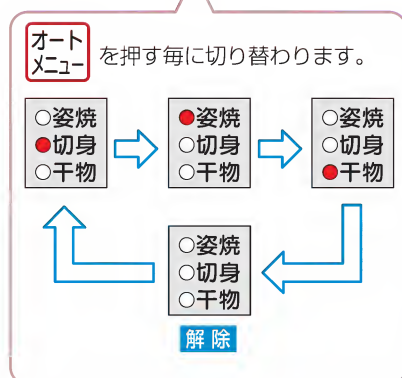 オート
メニュー
を押す毎に切り替わります。
○姿焼
●切身
○干物
●姿焼
○切身
○干物
○姿焼
○切身
●干物
○姿焼
○切身
○干物
解除